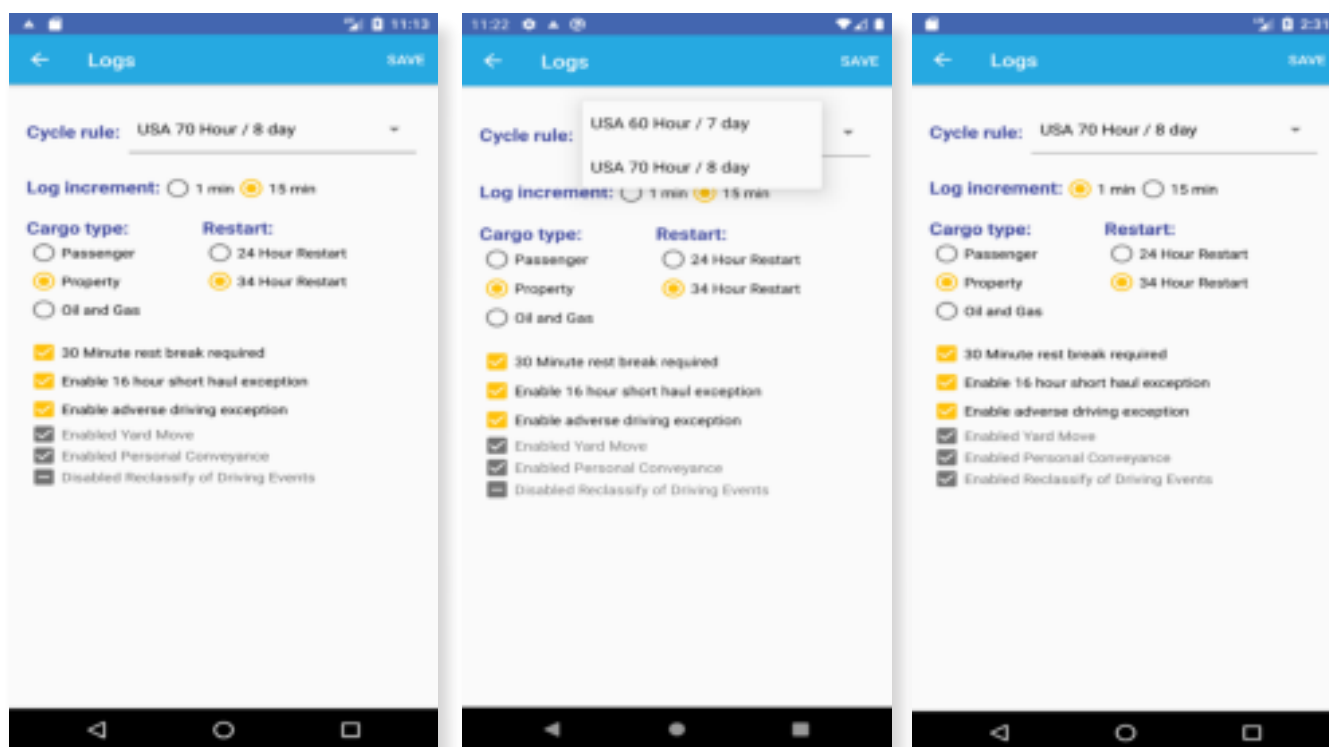 11:13
Logs SAVE
Cycle rule: USA 70 Hour / 8 day
Log increment: 1 min 15 min
Cargo type: Restart:
Passenger 24 Hour Restart
Property 34 Hour Restart
Oil and Gas
30 Minute rest break required
Enable 16 hour short haul exception
Enable adverse driving exception
Enabled Yard Move
Enabled Personal Conveyance
Disabled Reclassify of Driving Events
11:22
Logs SAVE
USA 60 Hour / 7 day
Cycle rule:
USA 70 Hour / 8 day
Log increment: 1 min 15 min
Cargo type: Restart:
Passenger 24 Hour Restart
Property 34 Hour Restart
Oil and Gas
30 Minute rest break required
Enable 16 hour short haul exception
Enable adverse driving exception
Enabled Yard Move
Enabled Personal Conveyance
Disabled Reclassify of Driving Events
2:31
Logs SAVE
Cycle rule: USA 70 Hour / 8 day
Log increment: 1 min 15 min
Cargo type: Restart:
Passenger 24 Hour Restart
Property 34 Hour Restart
Oil and Gas
30 Minute rest break required
Enable 16 hour short haul exception
Enable adverse driving exception
Enabled Yard Move
Enabled Personal Conveyance
Enabled Reclassify of Driving Events